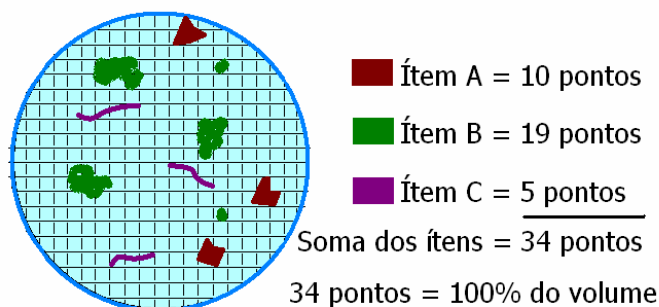 Ítem A = 10 pontos
Ítem B = 19 pontos
Ítem C = 5 pontos
Soma dos ítens = 34 pontos
34 pontos = 100% do volume